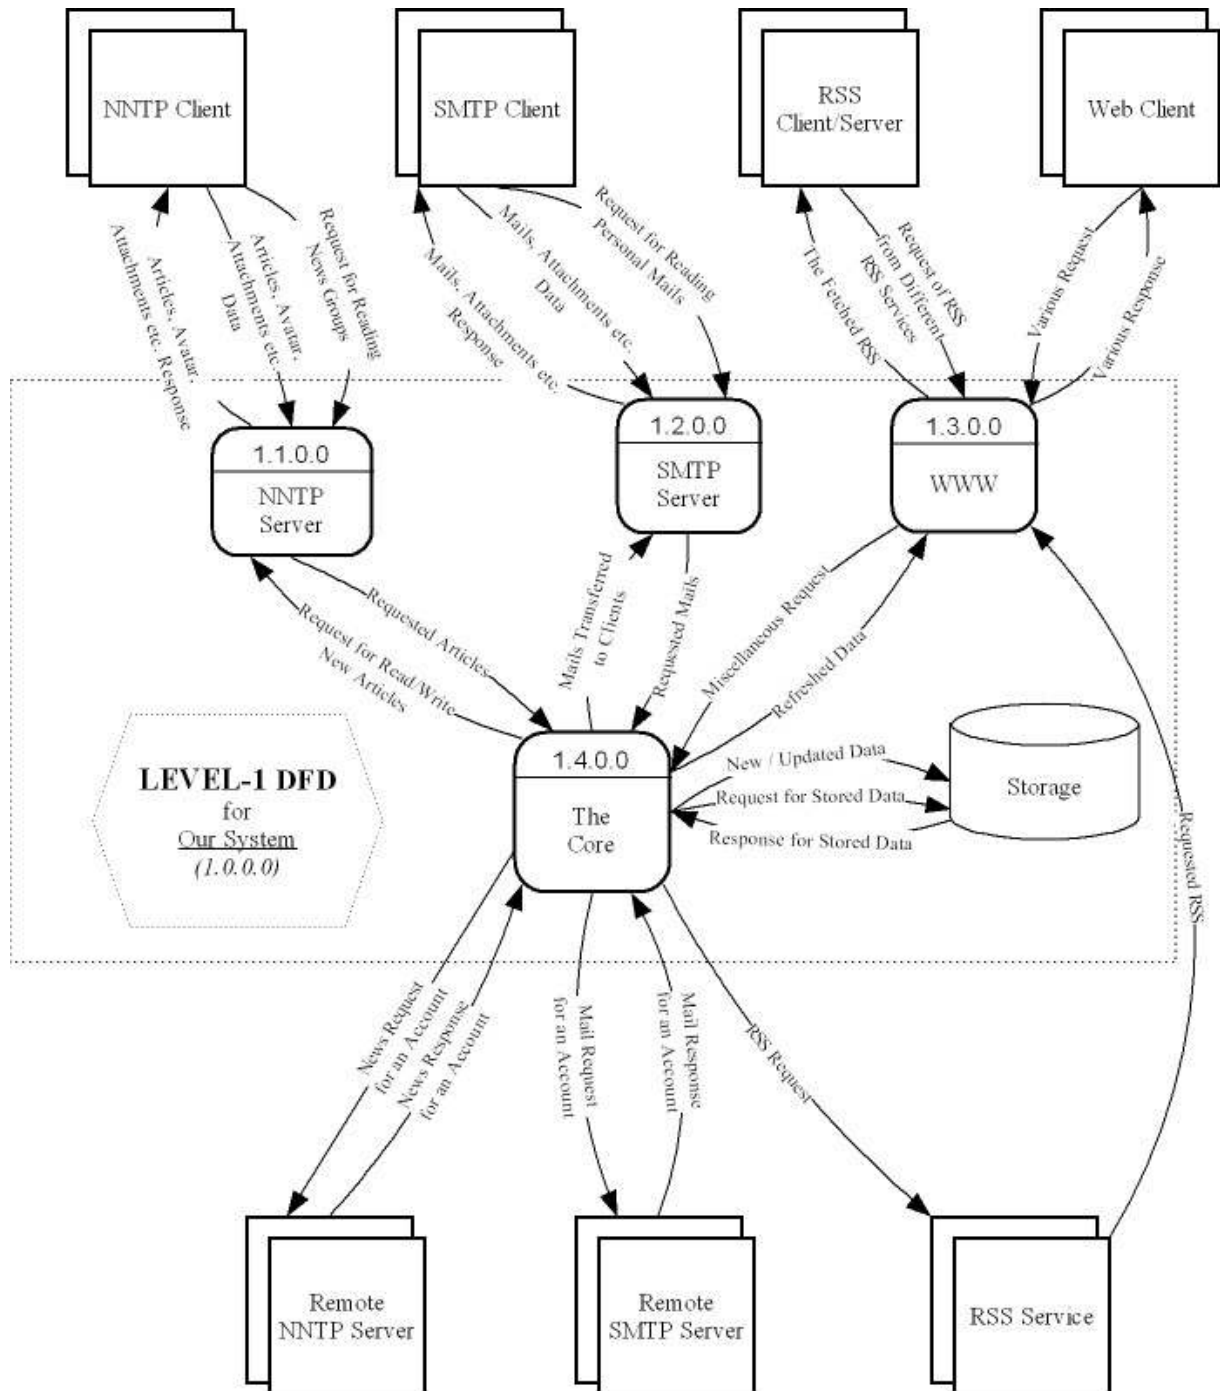 NNTP Client
SMTP Client
RSS
Client/Server
Web Client
Articles, Avatar,
Attachments etc. Response
Articles, Avatar,
Attachments etc.
Data
Request for Reading
News Groups
Mails, Attachments etc.
Response
Mails, Attachments etc.
Data
Request for Reading
Personal Mails
The Fetched RSS
Request of RSS
from Different
RSS Services
Various Request
Various Response
1.1.0.0
NNTP
Server
1.2.0.0
SMTP
Server
1.3.0.0
WWW
Requested Articles
Request for Read/Write
New Articles
Mails Transferred
to Clients
Requested Mails
Miscellaneous Request
Refreshed Data
LEVEL-1 DFD
for
Our System
(1.0.0.0)
1.4.0.0
The
Core
New / Updated Data
Request for Stored Data
Response for Stored Data
Storage
Requested RSS
News Request
for an Account
News Response
for an Account
Mail Request
for an Account
Mail Response
for an Account
RSS Request
Remote
NNTP Server
Remote
SMTP Server
RSS Service